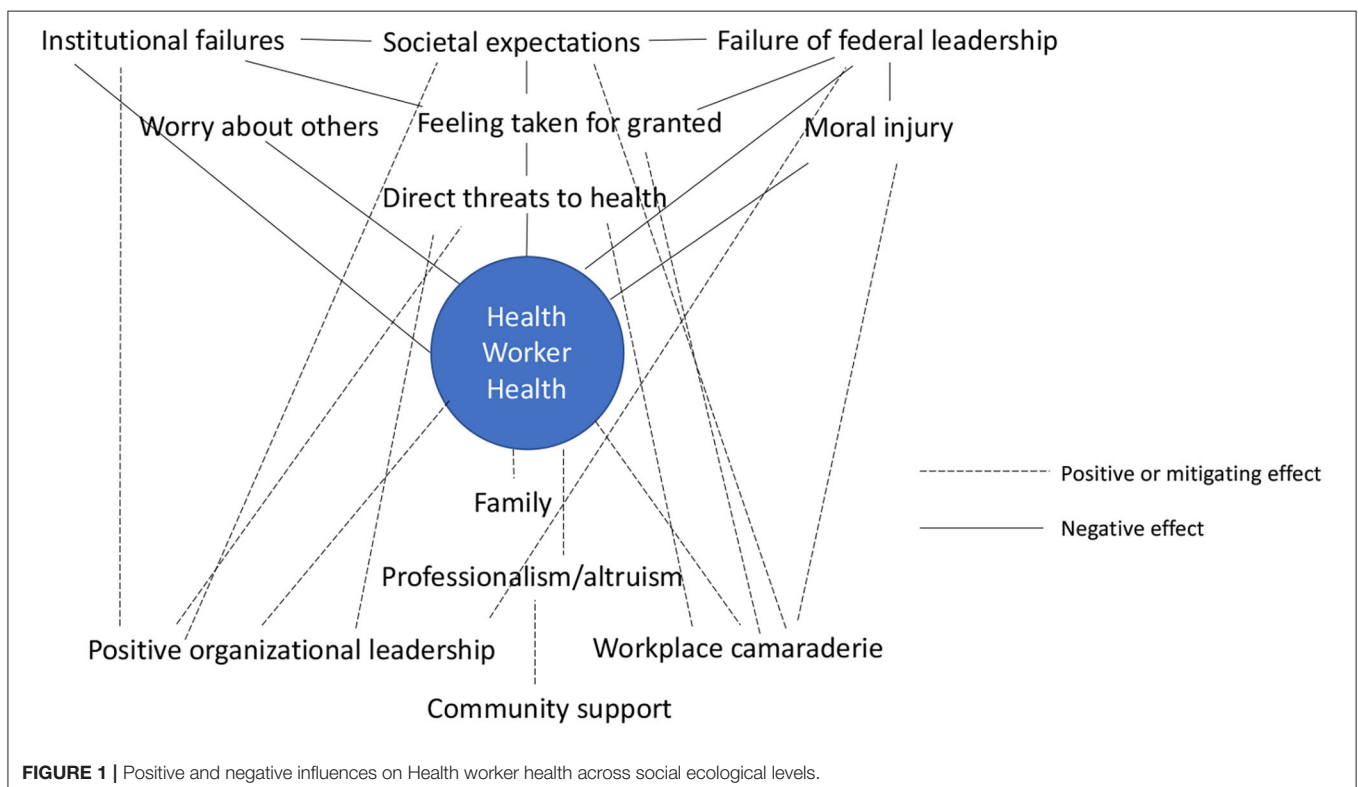 Institutional failures
Societal expectations
Failure of federal leadership
Worry about others
Feeling taken for granted
Moral injury
Direct threats to health
Health
Worker
Health
Family
Positive or mitigating effect
Negative effect
Professionalism/altruism
Positive organizational leadership
Workplace camaraderie
Community support
FIGURE 1 | Positive and negative influences on Health worker health across social ecological levels.